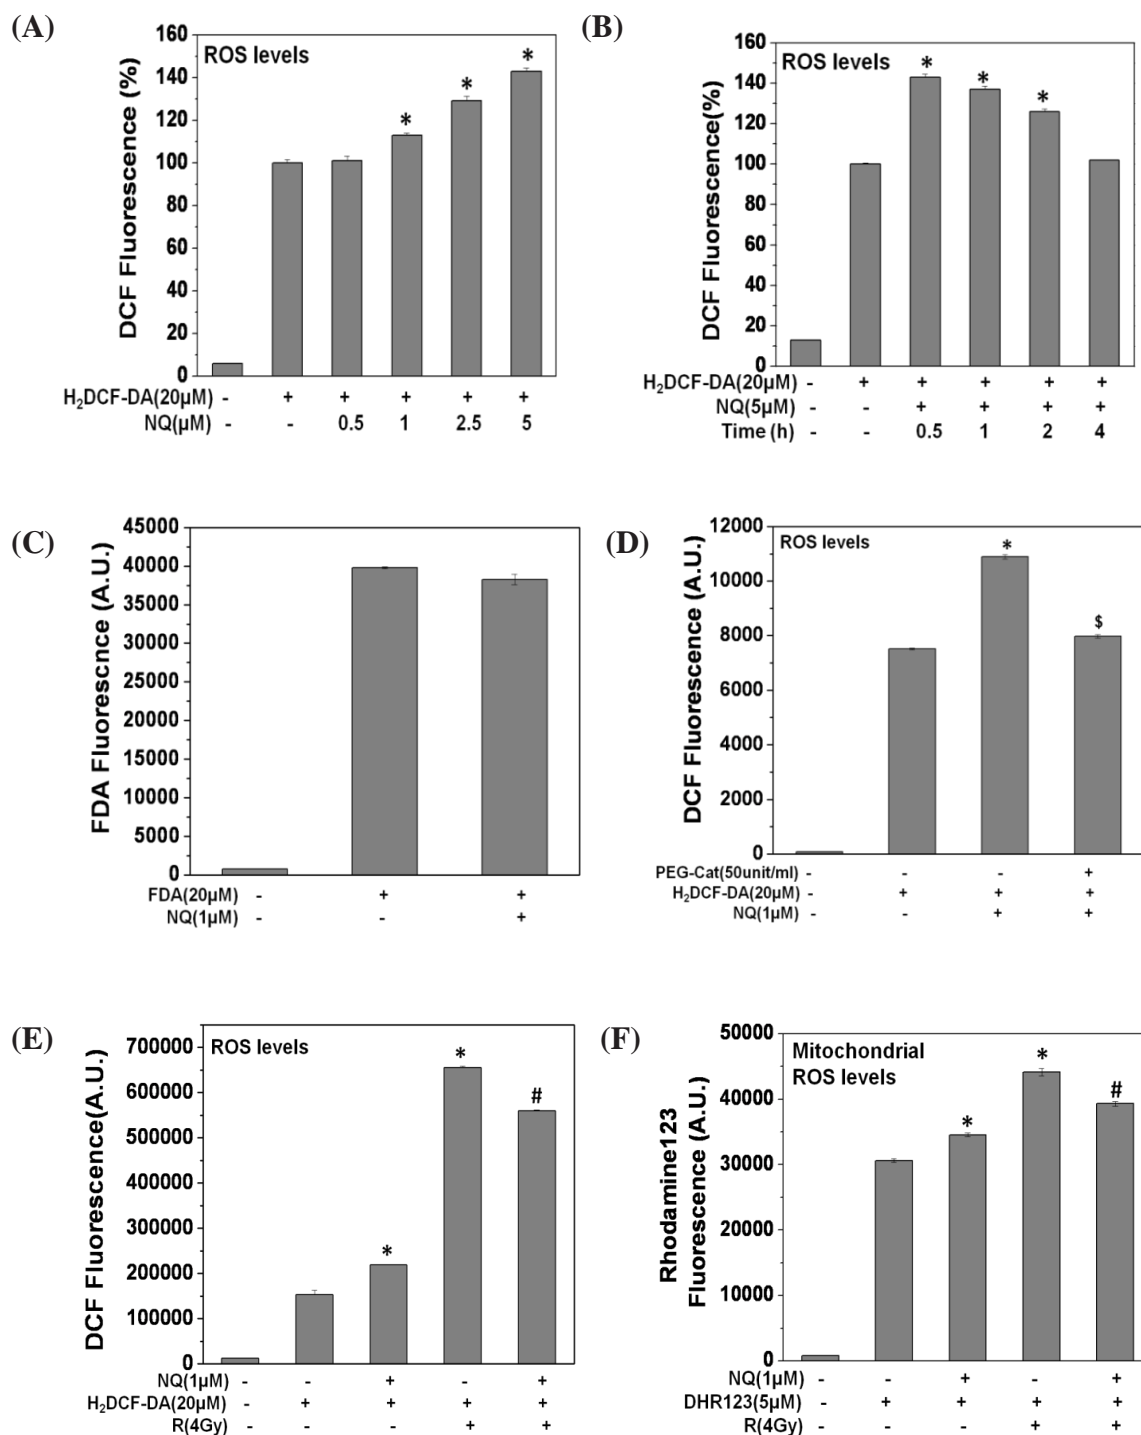 (A)
ROS levels
DCF Fluorescence (%)
160
140
120
100
80
60
40
20
0
* * *
H₂DCF-DA(20μM) - + + + + +
NQ(μM) - - 0.5 1 2.5 5
(B)
ROS levels
DCF Fluorescence(%)
160
140
120
100
80
60
40
20
0
* * *
H₂DCF-DA(20μM) - + + + + +
NQ(5μM) - - + + + +
Time (h) - - 0.5 1 2 4
(C)
FDA Fluorescnce (A.U.)
45000
40000
35000
30000
25000
20000
15000
10000
5000
0
FDA(20μM) - + +
NQ(1μM) - - +
(D)
ROS levels
DCF Fluorescence (A.U.)
12000
10000
8000
6000
4000
2000
0
* $
PEG-Cat(50unit/ml) - - - +
H₂DCF-DA(20μM) - + + +
NQ(1μM) - - + +
(E)
ROS levels
DCF Fluorescence(A.U.)
700000
600000
500000
400000
300000
200000
100000
0
* * #
NQ(1μM) - - + - +
H₂DCF-DA(20μM) - + + + +
R(4Gy) - - - + +
(F)
Mitochondrial
ROS levels
Rhodamine123
Fluorescence (A.U.)
50000
40000
30000
20000
10000
0
* * #
NQ(1μM) - - + - +
DHR123(5μM) - + + + +
R(4Gy) - - - + +